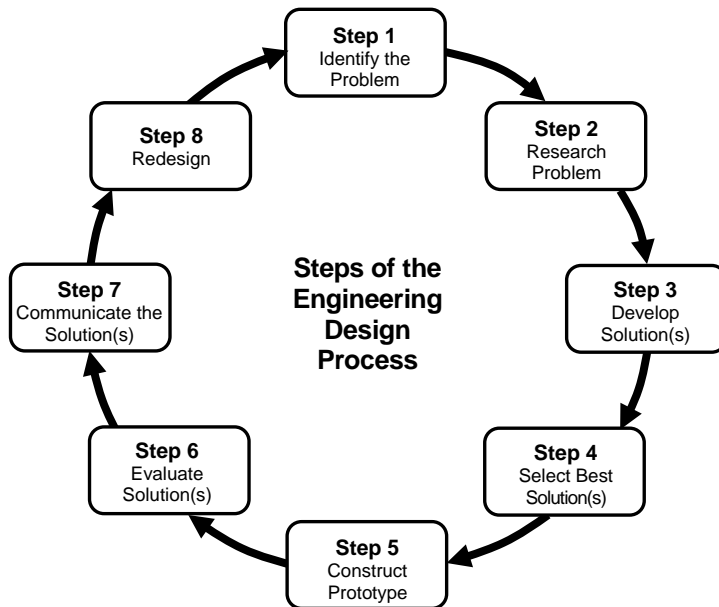 Step 1
Identify the
Problem
Step 2
Research
Problem
Step 3
Develop
Solution(s)
Step 4
Select Best
Solution(s)
Step 5
Construct
Prototype
Step 6
Evaluate
Solution(s)
Step 7
Communicate the
Solution(s)
Step 8
Redesign
Steps of the
Engineering
Design
Process